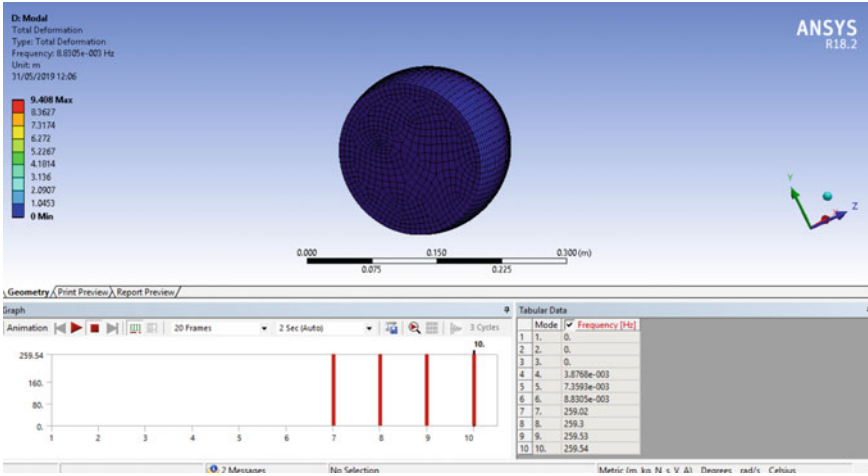 D: Modal
Total Deformation
Type: Total Deformation
Frequency: 8.8305e-003 Hz
Unit: m
31/05/2019 12:06
9.408 Max
8.3627
7.3174
6.272
5.2267
4.1814
3.136
2.0907
1.0453
0 Min
ANSYS
R18.2
Y
Z
0.000 0.150 0.300 (m)
0.075 0.225
Geometry Print Preview Report Preview
Graph
Animation 20 Frames 2 Sec (Auto) 3 Cycles
10.
259.54
160.
80.
0.
1 2 3 4 5 6 7 8 9 10
Tabular Data
Mode Frequency [Hz]
1 1. 0.
2 2. 0.
3 3. 0.
4 4. 3.8768e-003
5 5. 7.3593e-003
6 6. 8.8305e-003
7 7. 259.02
8 8. 259.3
9 9. 259.53
10 10. 259.54
2 Messages No Selection Metric (m, kg, N, s, V, A) Degrees rad/s Celsius